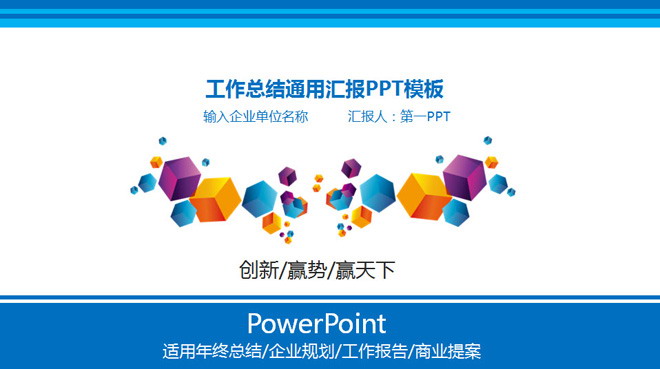 工作总结通用汇报PPT模板
输入企业单位名称 汇报人：第一PPT
创新/赢势/赢天下
PowerPoint
适用年终总结/企业规划/工作报告/商业提案